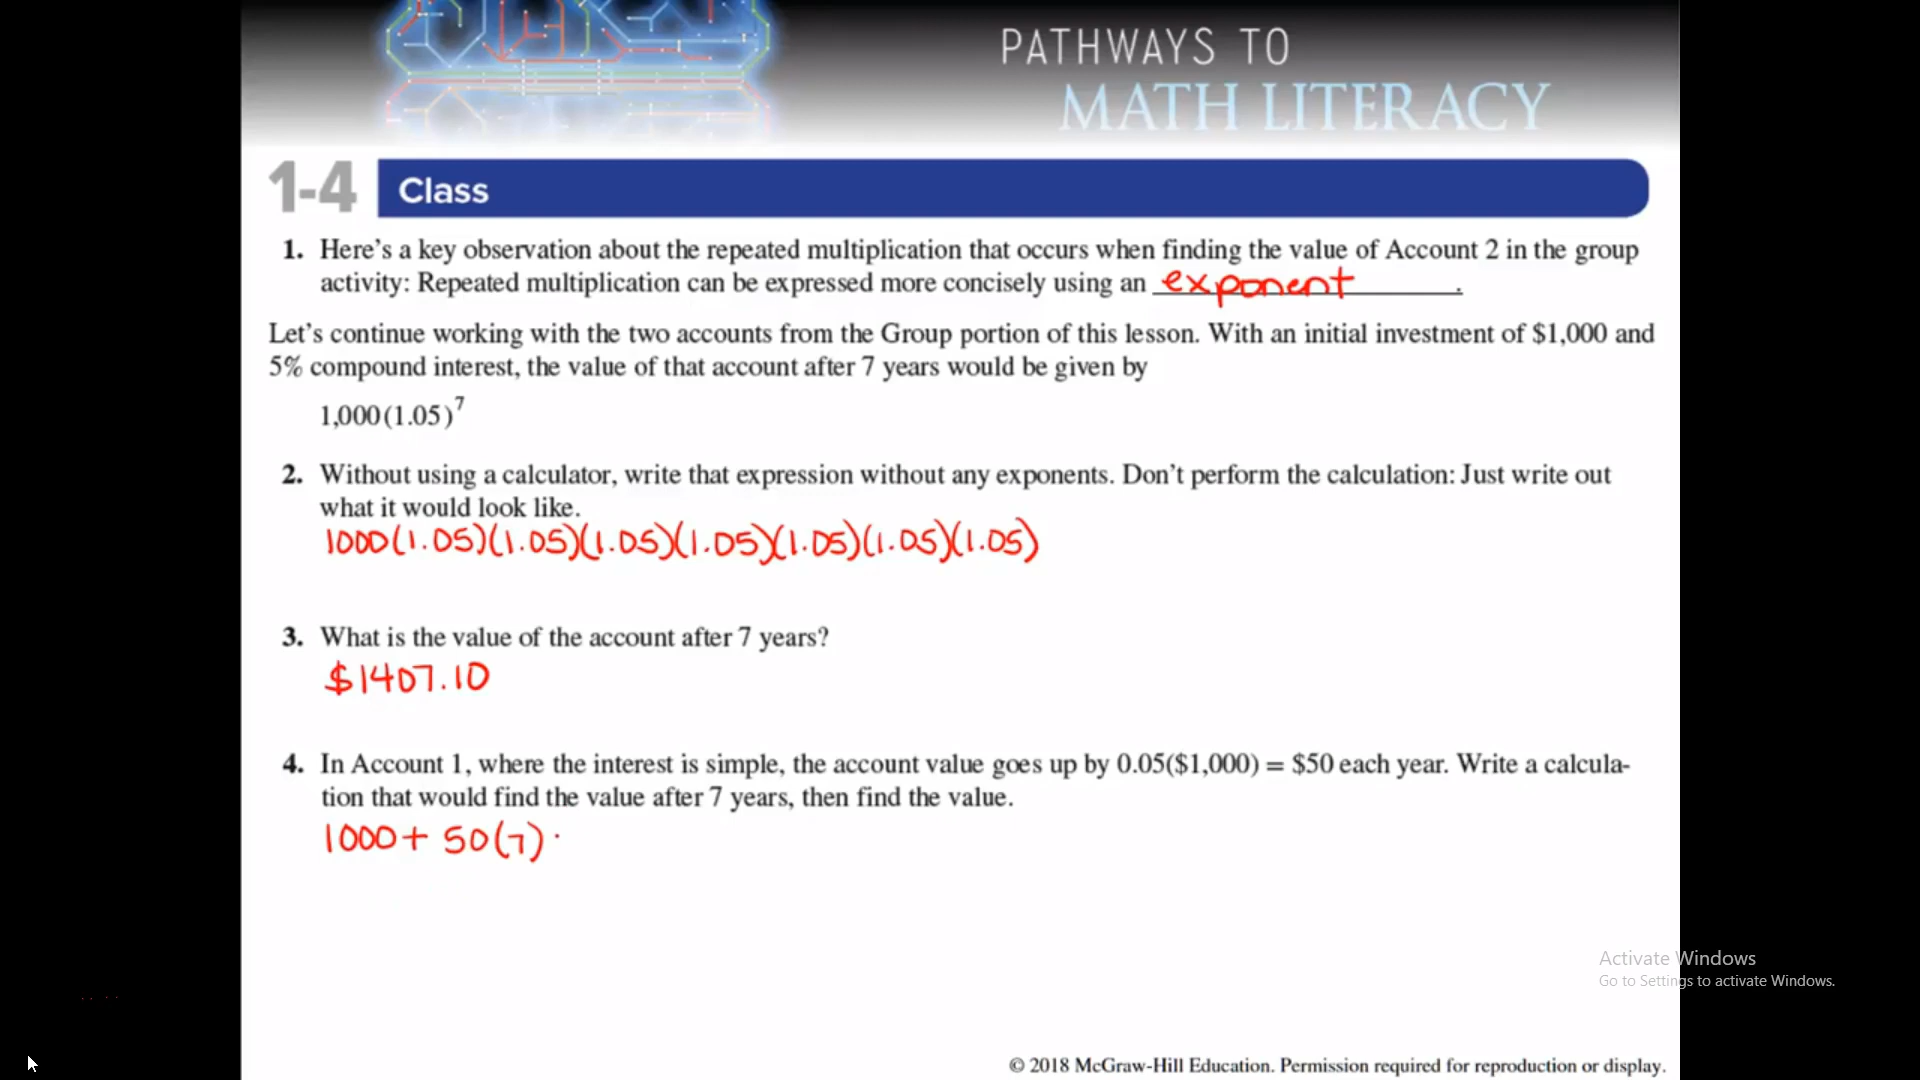 PATHWAYS TO
MATH LITERACY
1-4 Class
1. Here's a key observation about the repeated multiplication that occurs when finding the value of Account 2 in the group
activity: Repeated multiplication can be expressed more concisely using an exponent.
Let's continue working with the two accounts from the Group portion of this lesson. With an initial investment of $1,000 and
5% compound interest, the value of that account after 7 years would be given by
1,000(1.05)⁷
2. Without using a calculator, write that expression without any exponents. Don't perform the calculation: Just write out
what it would look like.
1000(1.05)(1.05)(1.05)(1.05)(1.05)(1.05)(1.05)
3. What is the value of the account after 7 years?
$1407.10
4. In Account 1, where the interest is simple, the account value goes up by 0.05($1,000) = $50 each year. Write a calcula-
tion that would find the value after 7 years, then find the value.
1000+ 50(7)
Activate Windows
Go to Settings to activate Windows.
© 2018 McGraw-Hill Education. Permission required for reproduction or display.